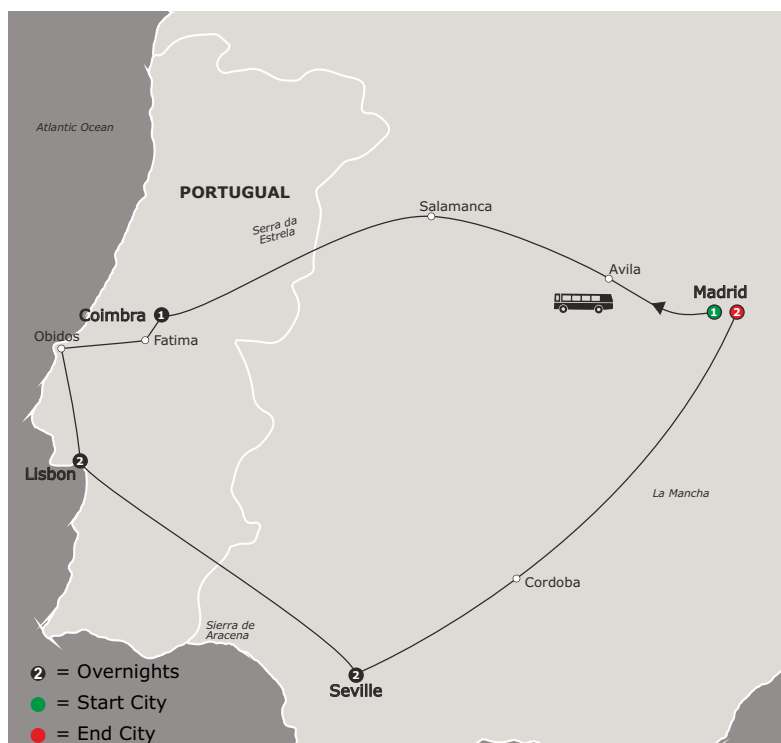 Atlantic Ocean
PORTUGUAL
Salamanca
Serra da
Estrela
Avila
Madrid
1 2
Coimbra 1
Obidos
Fatima
2
Lisbon
La Mancha
Cordoba
Sierra de
Aracena
2
Seville
2 = Overnights
= Start City
= End City